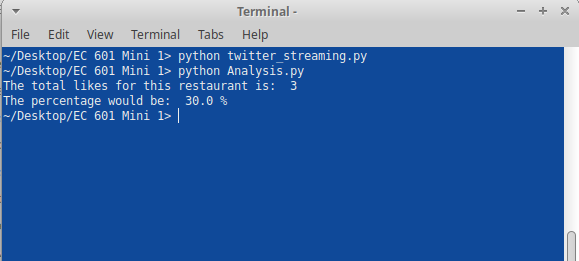 Terminal -
File Edit View Terminal Tabs Help
~/Desktop/EC 601 Mini 1> python twitter_streaming.py
~/Desktop/EC 601 Mini 1> python Analysis.py
The total likes for this restaurant is:  3
The percentage would be:  30.0 %
~/Desktop/EC 601 Mini 1>